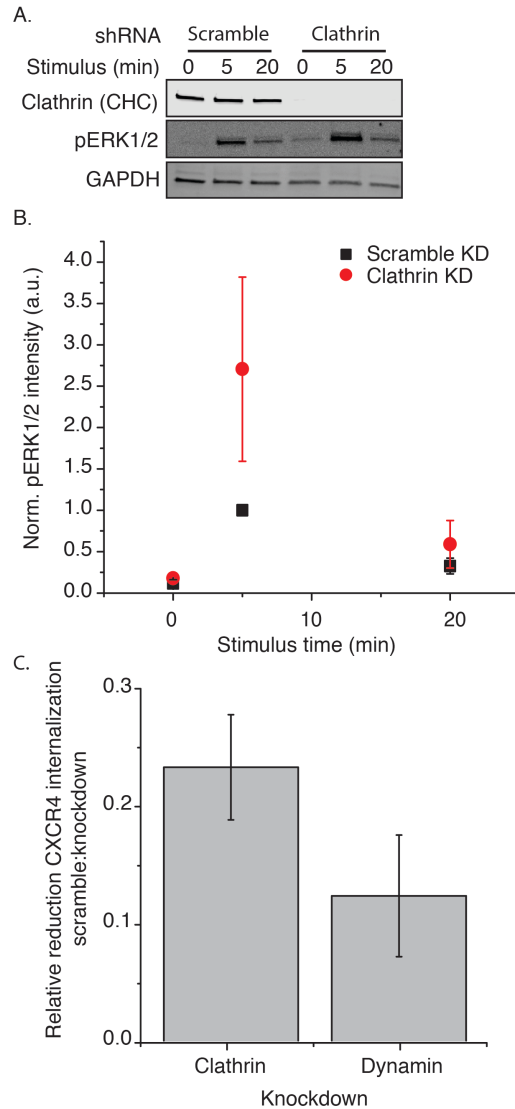 A.
shRNA Scramble Clathrin
Stimulus (min) 0 5 20 0 5 20
Clathrin (CHC)
pERK1/2
GAPDH
B.
Norm. pERK1/2 intensity (a.u.)
4.0
3.5
3.0
2.5
2.0
1.5
1.0
0.5
0.0
Scramble KD
Clathrin KD
0 10 20
Stimulus time (min)
C.
Relative reduction CXCR4 internalization
scramble:knockdown
0.3
0.2
0.1
0.0
Clathrin Dynamin
Knockdown